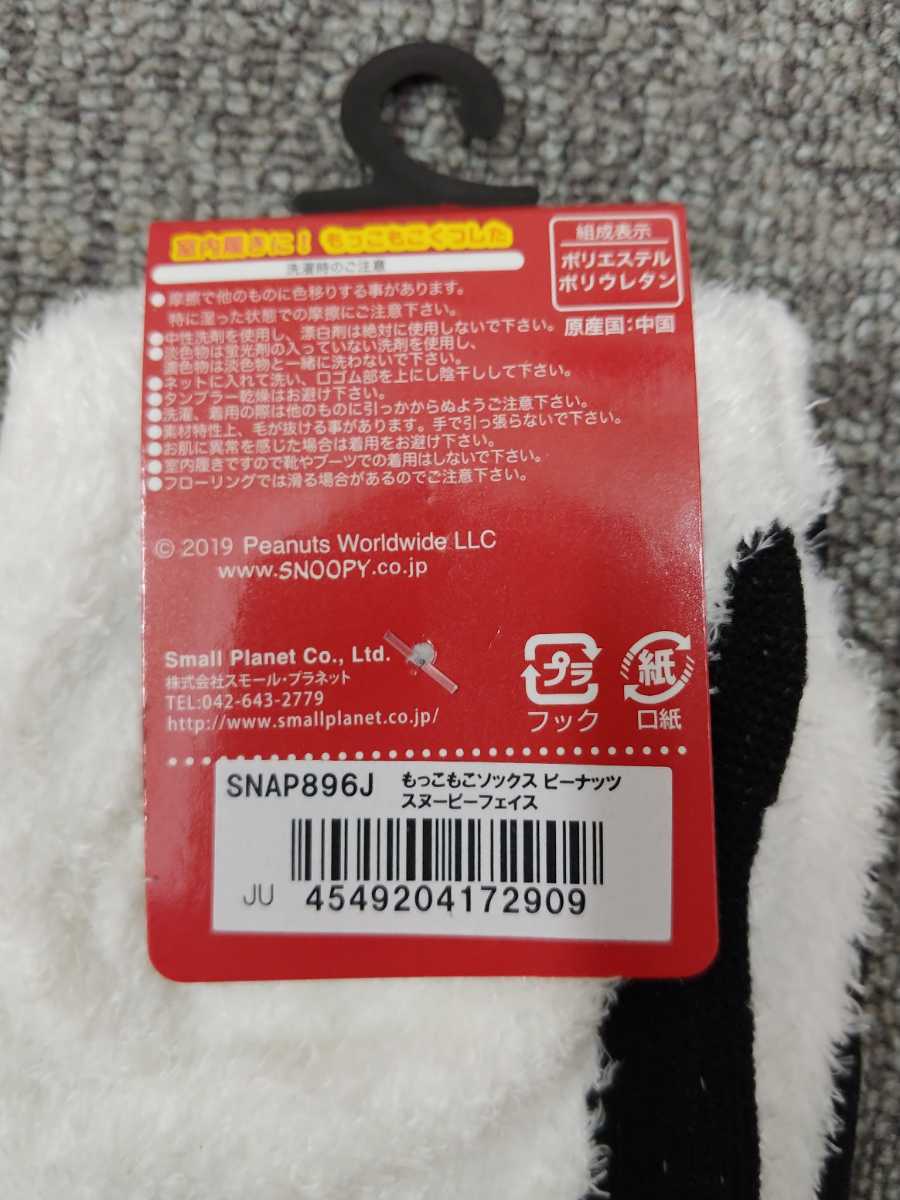 室内履きに! もっこもこくつした
洗濯時のご注意
●摩擦で他のものに色移りする事があります。
特に湿った状態での摩擦にご注意下さい。
●中性洗剤を使用し、漂白剤は絶対に使用しないで下さい。
●淡色物は蛍光剤の入っていない洗剤を使用し、
濃色物は淡色物と一緒に洗わないで下さい。
●ネットに入れて洗い、口ゴム部を上にし陰干しして下さい。
●タンブラー乾燥はお避け下さい。
●洗濯、着用の際は他のものに引っかからぬようご注意下さい。
●素材特性上、毛が抜ける事があります。手で引っ張らないで下さい。
●お肌に異常を感じた場合は着用をお避け下さい。
●室内履きですので靴やブーツでの着用はしないで下さい。
●フローリングでは滑る場合があるのでご注意下さい。
組成表示
ポリエステル
ポリウレタン
原産国:中国
© 2019 Peanuts Worldwide LLC
www.SNOOPY.co.jp
Small Planet Co., Ltd.
株式会社スモール・プラネット
TEL:042-643-2779
http://www.smallplanet.co.jp/
プラ
フック
紙
口紙
SNAP896J
もっこもこソックス ピーナッツ
スヌーピーフェイス
JU
4549204172909